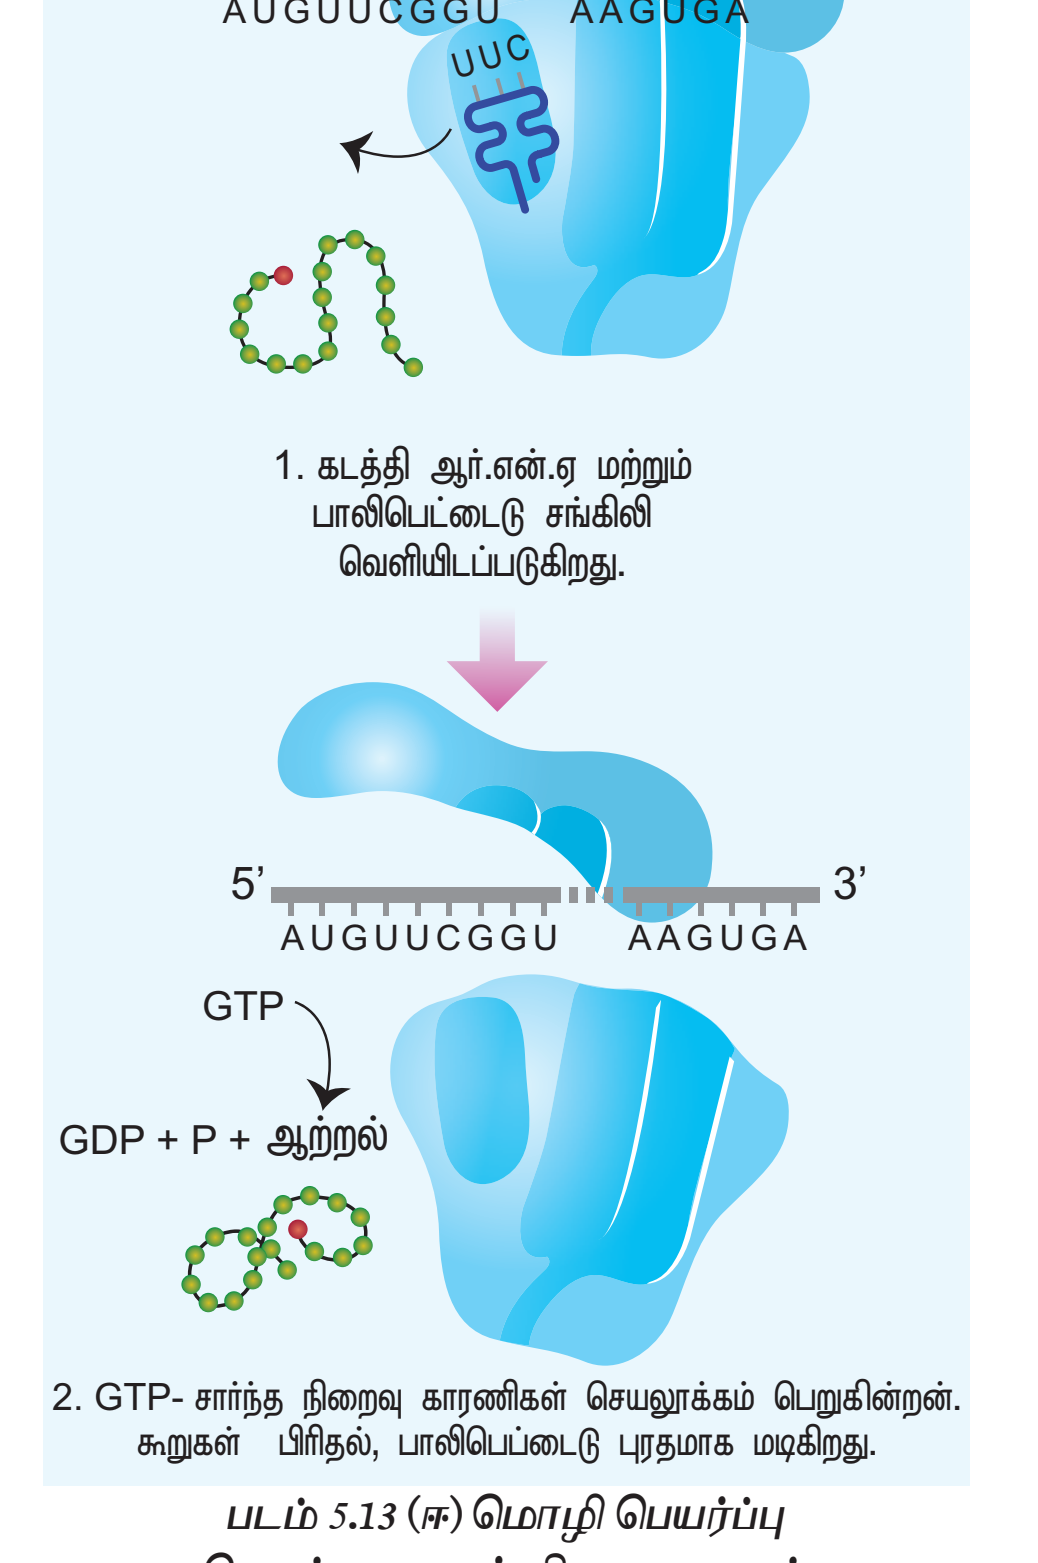 AUGUUCGGU AAGUGA
UUC
1. கடத்தி ஆர்.என்.ஏ மற்றும்
பாலிபெட்டைடு சங்கிலி
வெளியிடப்படுகிறது.
5’ 3’
AUGUUCGGU AAGUGA
GTP
GDP + P + ஆற்றல்
2. GTP- சார்ந்த நிறைவு காரணிகள் செயலூக்கம் பெறுகின்றன்.
கூறுகள் பிரிதல், பாலிபெப்டைடு புரதமாக மடிகிறது.
படம் 5.13 (ஈ) மொழி பெயர்ப்பு